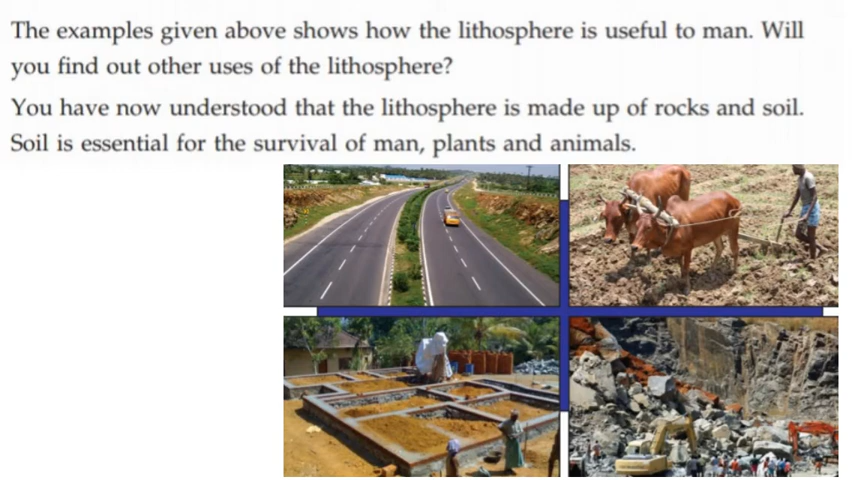 The examples given above shows how the lithosphere is useful to man. Will
you find out other uses of the lithosphere?
You have now understood that the lithosphere is made up of rocks and soil.
Soil is essential for the survival of man, plants and animals.